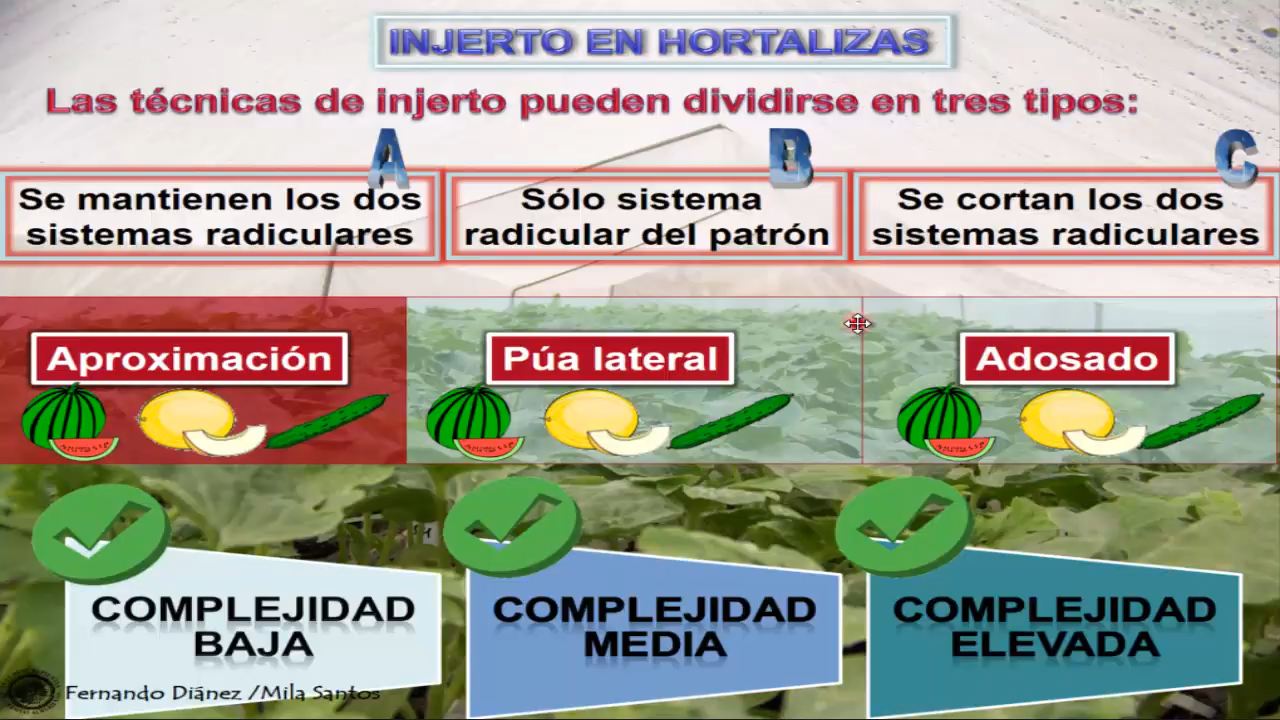 INJERTO EN HORTALIZAS
Las técnicas de injerto pueden dividirse en tres tipos:
A
Se mantienen los dos
sistemas radiculares
B
Sólo sistema
radicular del patrón
C
Se cortan los dos
sistemas radiculares
Aproximación
Púa lateral
Adosado
COMPLEJIDAD
BAJA
COMPLEJIDAD
MEDIA
COMPLEJIDAD
ELEVADA
Fernando Diánez /Mila Santos